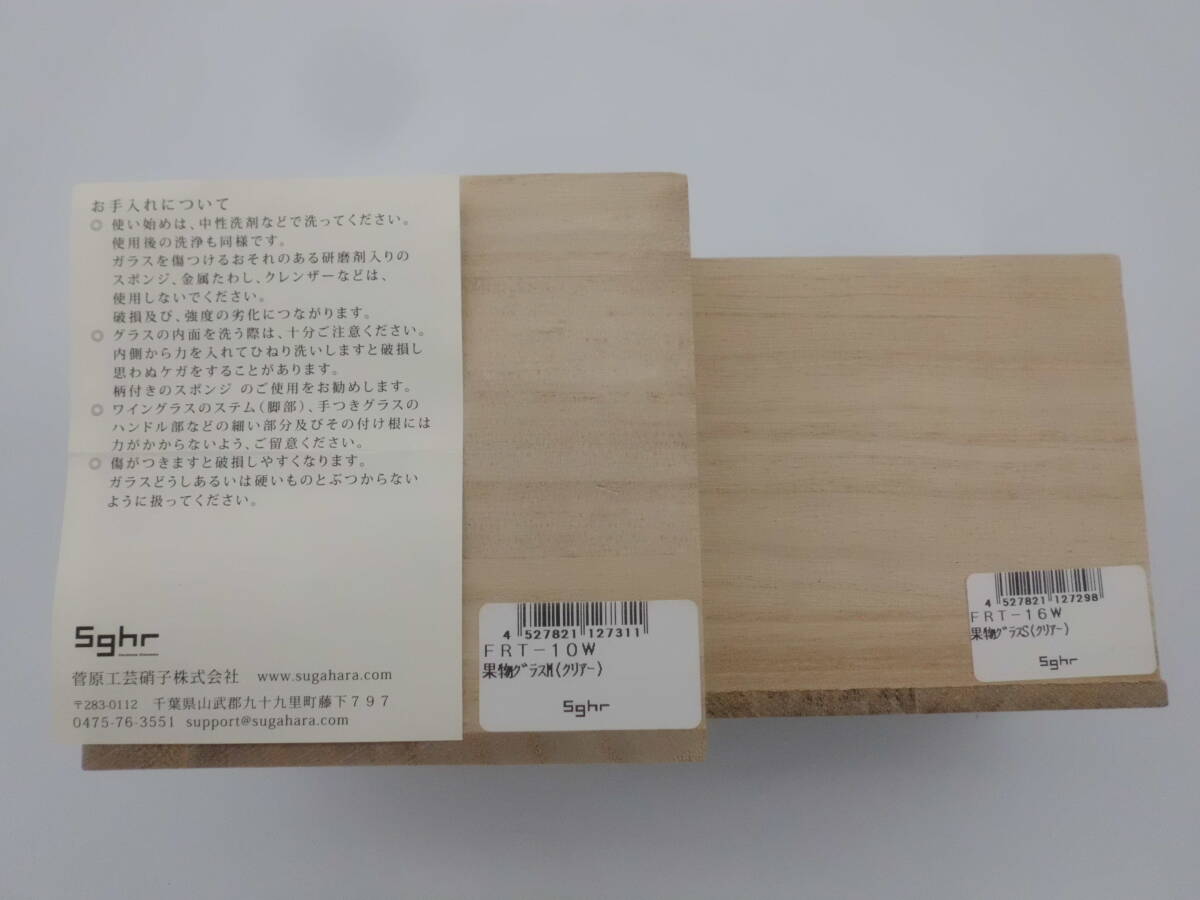 お手入れについて
◎ 使い始めは、中性洗剤などで洗ってください。
使用後の洗浄も同様です。
ガラスを傷つけるおそれのある研磨剤入りの
スポンジ、金属たわし、クレンザーなどは、
使用しないでください。
破損及び、強度の劣化につながります。
◎ グラスの内面を洗う際は、十分ご注意ください。
内側から力を入れてひねり洗いしますと破損し
思わぬケガをすることがあります。
柄付きのスポンジ のご使用をお勧めします。
◎ ワイングラスのステム（脚部）、手つきグラスの
ハンドル部などの細い部分及びその付け根には
力がかからないよう、ご留意ください。
◎ 傷がつきますと破損しやすくなります。
ガラスどうしあるいは硬いものとぶつからない
ように扱ってください。
Sghr
菅原工芸硝子株式会社 www.sugahara.com
〒283-0112 千葉県山武郡九十九里町藤下797
0475-76-3551 support@sugahara.com
4 527821 127311
FRT-10W
果物グラスM(クリアー)
Sghr
4 527821 127298
FRT-16W
果物グラスS(クリアー)
Sghr